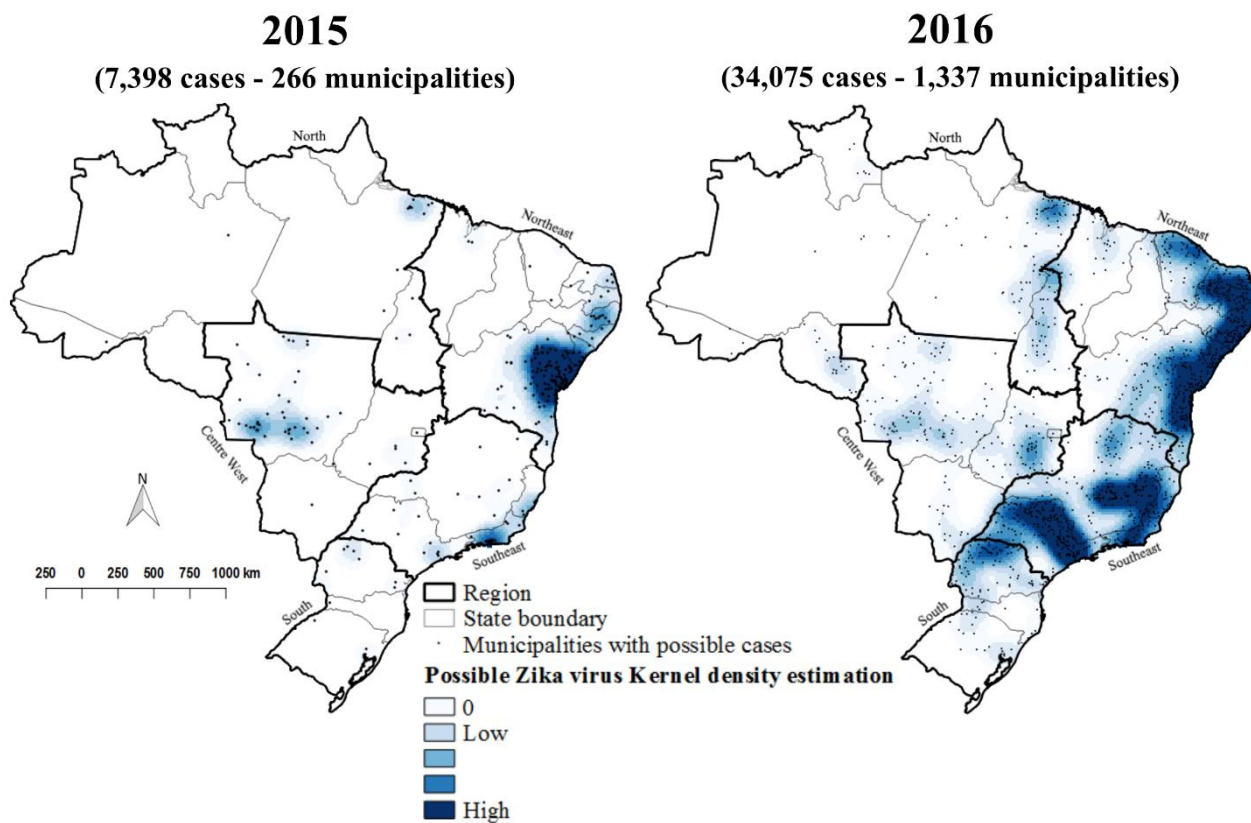 2015
(7,398 cases - 266 municipalities)
North
Northeast
Centre West
Southeast
South
N
250 0 250 500 750 1000 km
2016
(34,075 cases - 1,337 municipalities)
North
Northeast
Centre West
Southeast
South
Region
State boundary
Municipalities with possible cases
Possible Zika virus Kernel density estimation
0
Low
High